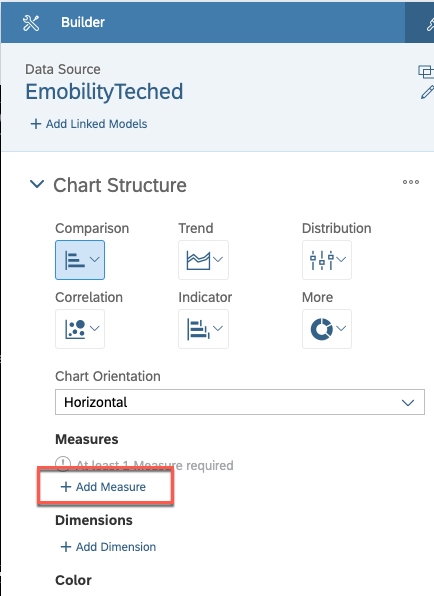 Builder
Data Source
EmobilityTeched
+ Add Linked Models
Chart Structure
Comparison
Trend
Distribution
Correlation
Indicator
More
Chart Orientation
Horizontal
Measures
At least 1 Measure required
+ Add Measure
Dimensions
+ Add Dimension
Color